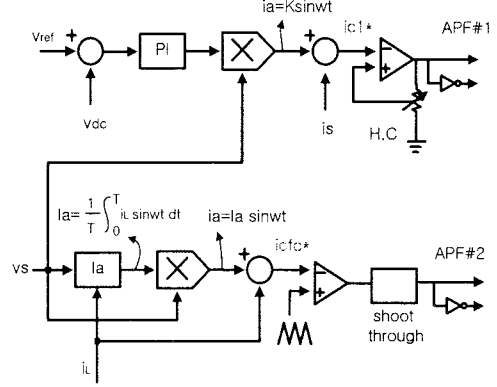 ia=Ksinwt
ic1*
APF#1
Vref
+
PI
X
+
−
+
Vdc
is
H.C
Ia= 1/T ∫₀ᵀ iL sinwt dt
ia=Ia sinwt
icfc*
APF#2
vs
Ia
X
+
−
+
shoot
through
iL